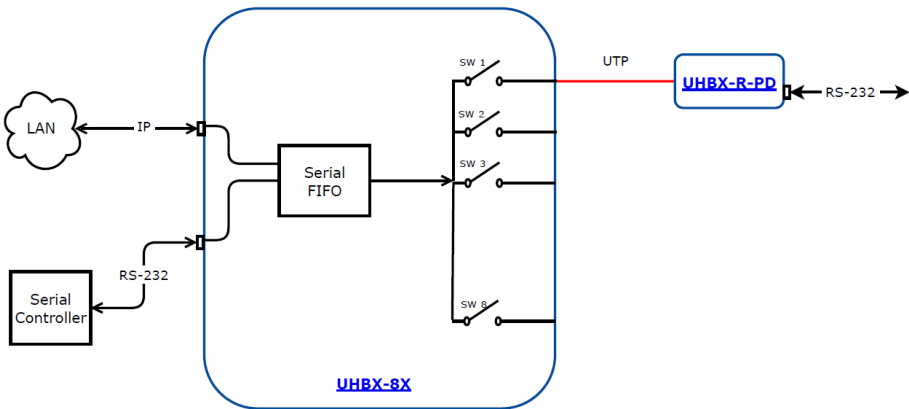 SW 1
UTP
UHBX-R-PD
RS-232
SW 2
LAN
IP
SW 3
Serial
FIFO
RS-232
Serial
Controller
SW 8
UHBX-8X